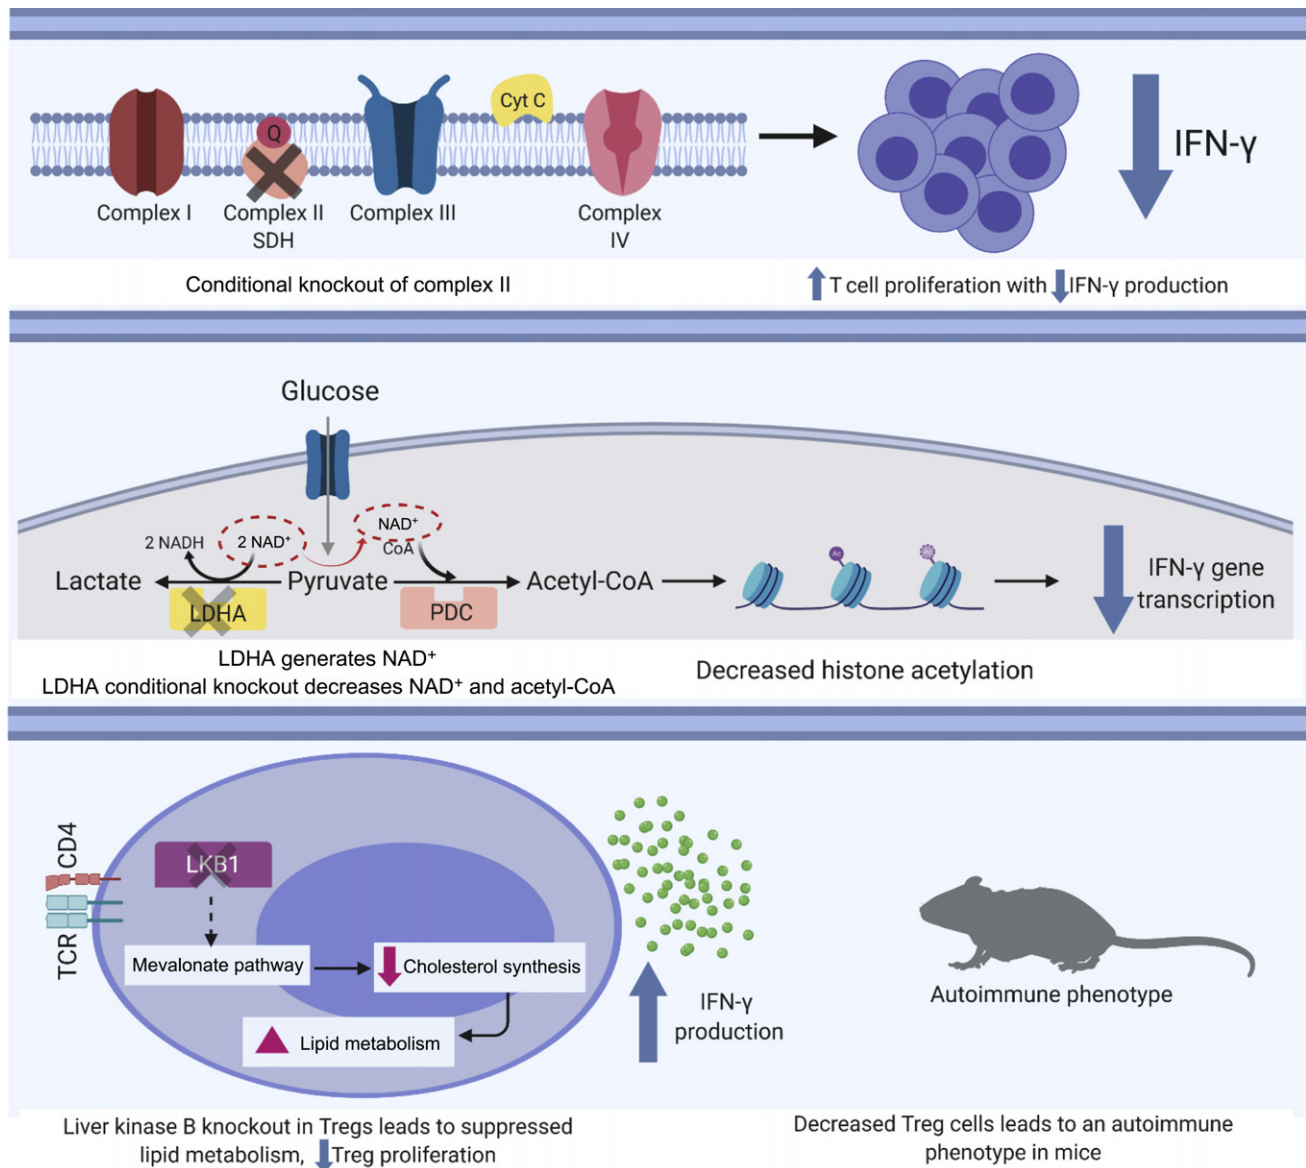 Q
Cyt C
Complex I
Complex II
SDH
Complex III
Complex
IV
IFN-γ
Conditional knockout of complex II
T cell proliferation with IFN-γ production
Glucose
2 NADH
2 NAD⁺
NAD⁺
CoA
Lactate
Pyruvate
Acetyl-CoA
LDHA
PDC
Ac
Ac
IFN-γ gene
transcription
LDHA generates NAD⁺
LDHA conditional knockout decreases NAD⁺ and acetyl-CoA
Decreased histone acetylation
CD4
TCR
LKB1
Mevalonate pathway
Cholesterol synthesis
Lipid metabolism
IFN-γ
production
Autoimmune phenotype
Liver kinase B knockout in Tregs leads to suppressed
lipid metabolism, Treg proliferation
Decreased Treg cells leads to an autoimmune
phenotype in mice